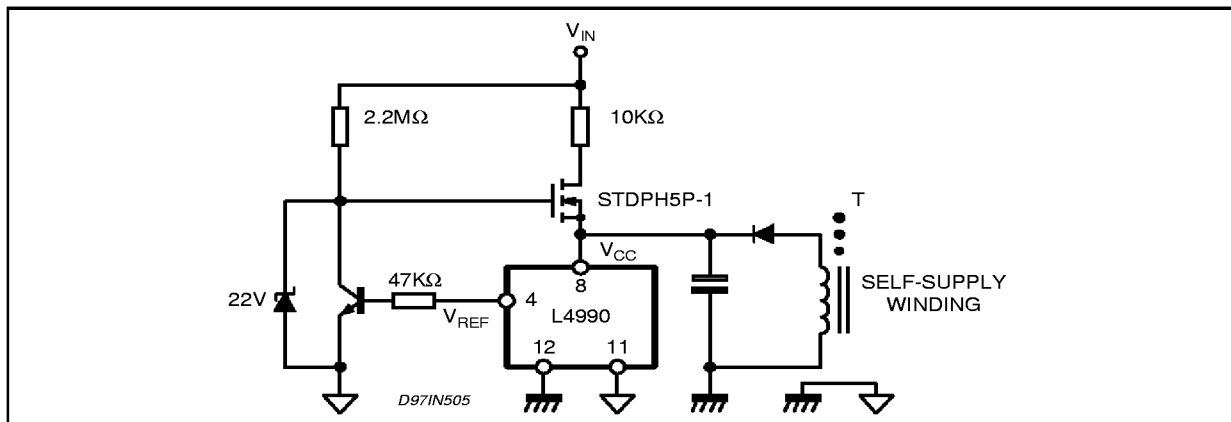 V_IN
2.2MΩ
10KΩ
STDPH5P-1
T
V_CC
8
22V
47KΩ
V_REF
4
L4990
SELF-SUPPLY
WINDING
12
11
D97IN505